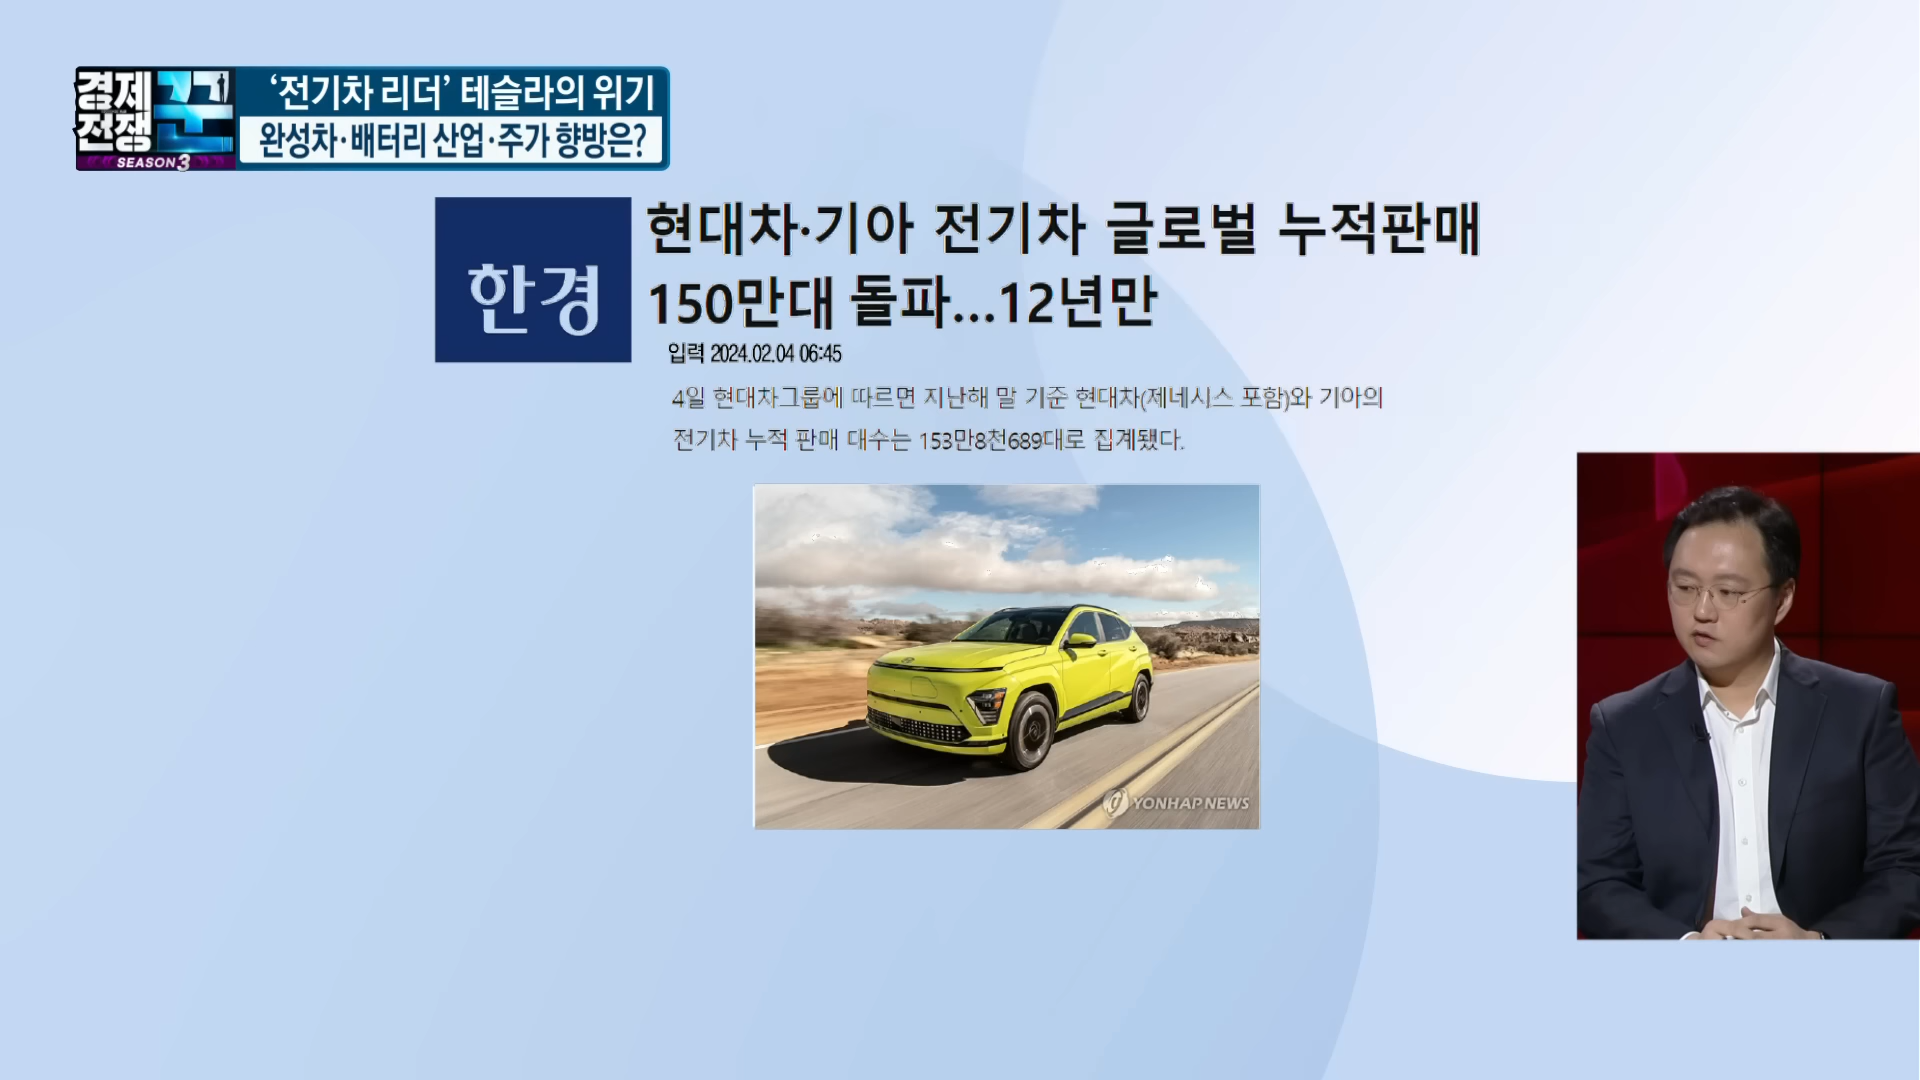 경제
전쟁
꾼
SEASON3
‘전기차 리더’ 테슬라의 위기
완성차·배터리 산업·주가 향방은?
한경
현대차·기아 전기차 글로벌 누적판매
150만대 돌파...12년만
입력 2024.02.04 06:45
4일 현대차그룹에 따르면 지난해 말 기준 현대차(제네시스 포함)와 기아의
전기차 누적 판매 대수는 153만8천689대로 집계됐다.
YONHAPNEWS